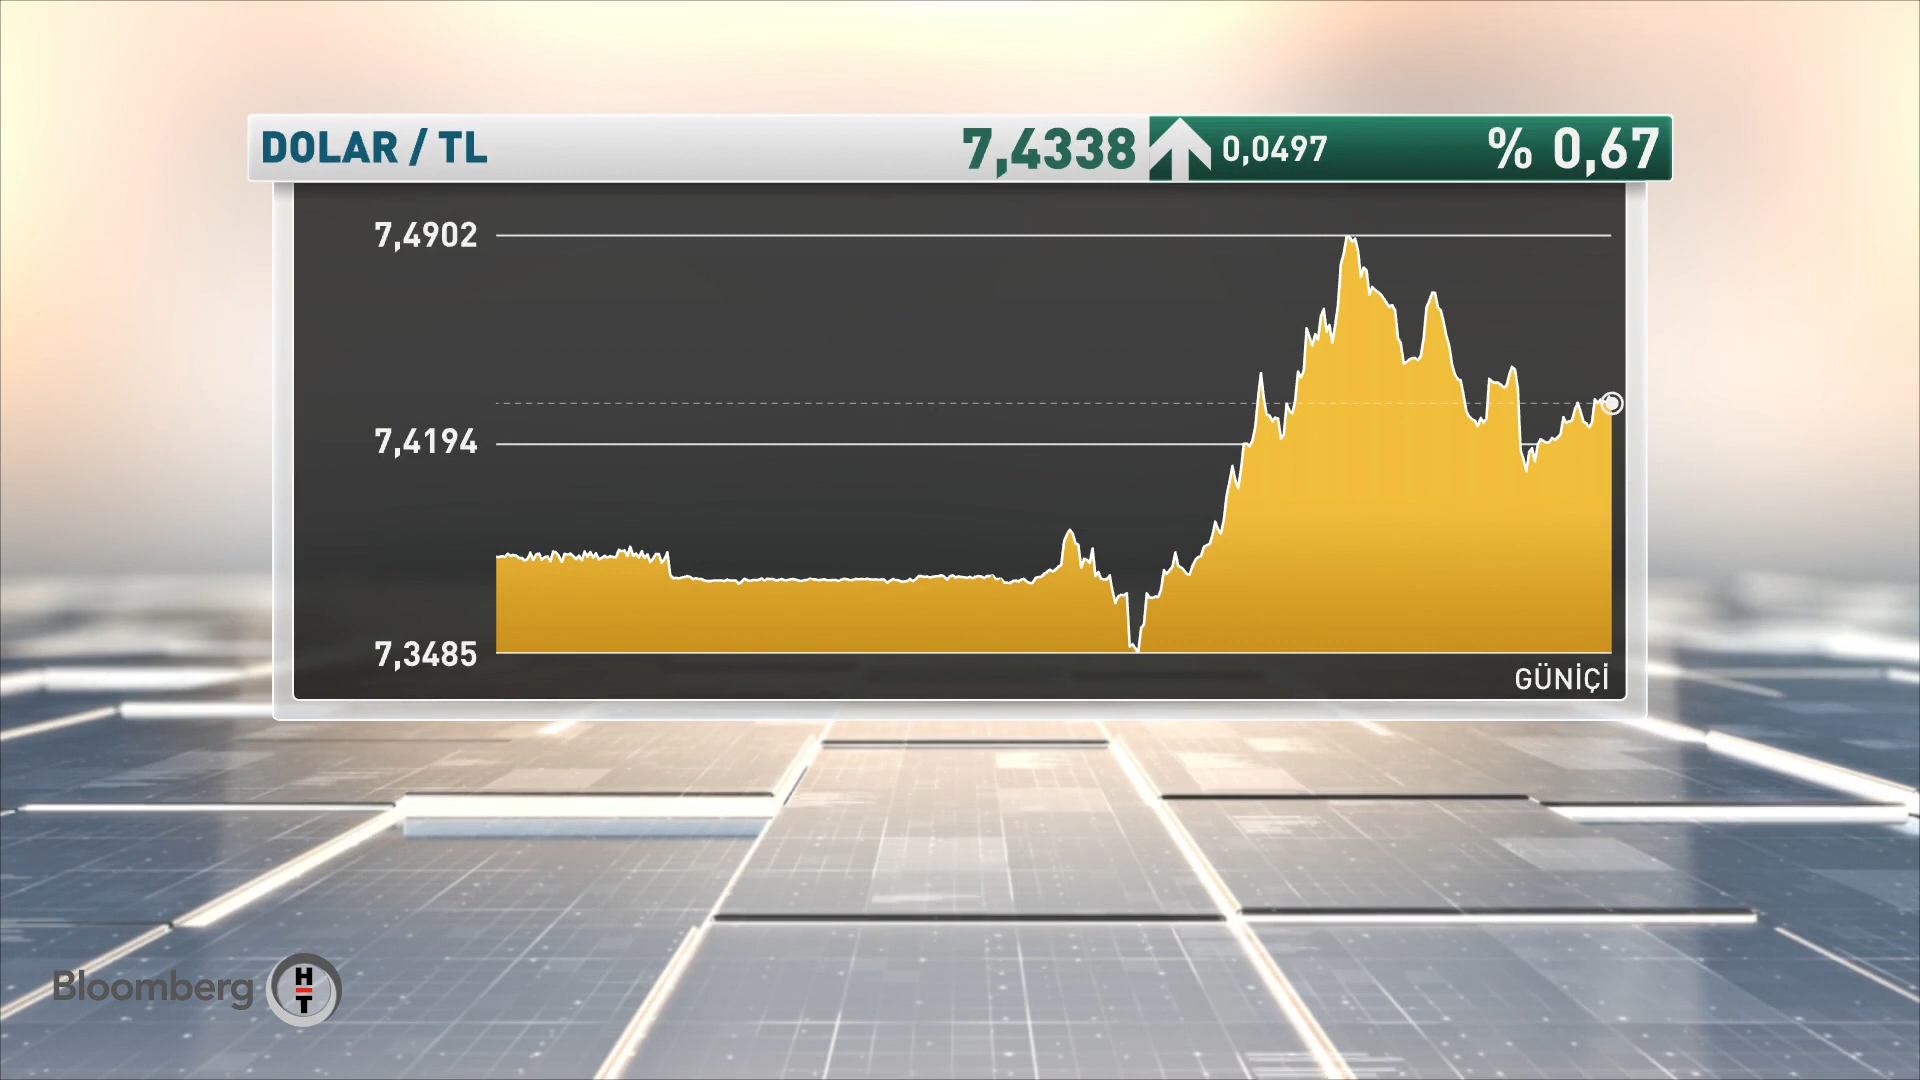 DOLAR / TL 7,4338 0,0497 % 0,67
7,4902
7,4194
7,3485
GÜNİÇİ
Bloomberg HT